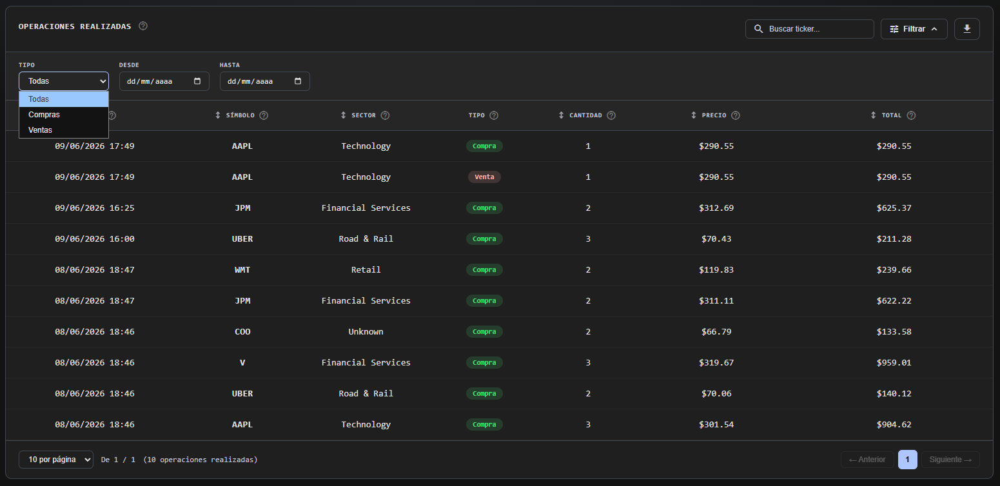 OPERACIONES REALIZADAS ?
Buscar ticker... Filtrar
TIPO DESDE HASTA
Todas dd/mm/aaaa dd/mm/aaaa
Todas
Compras
Ventas
? SÍMBOLO ? SECTOR ? TIPO ? CANTIDAD ? PRECIO ? TOTAL ?
09/06/2026 17:49 AAPL Technology Compra 1 $290.55 $290.55
09/06/2026 17:49 AAPL Technology Venta 1 $290.55 $290.55
09/06/2026 16:25 JPM Financial Services Compra 2 $312.69 $625.37
09/06/2026 16:00 UBER Road & Rail Compra 3 $70.43 $211.28
08/06/2026 18:47 WMT Retail Compra 2 $119.83 $239.66
08/06/2026 18:47 JPM Financial Services Compra 2 $311.11 $622.22
08/06/2026 18:46 COO Unknown Compra 2 $66.79 $133.58
08/06/2026 18:46 V Financial Services Compra 3 $319.67 $959.01
08/06/2026 18:46 UBER Road & Rail Compra 2 $70.06 $140.12
08/06/2026 18:46 AAPL Technology Compra 3 $301.54 $904.62
10 por página De 1 / 1 (10 operaciones realizadas) ← Anterior 1 Siguiente →